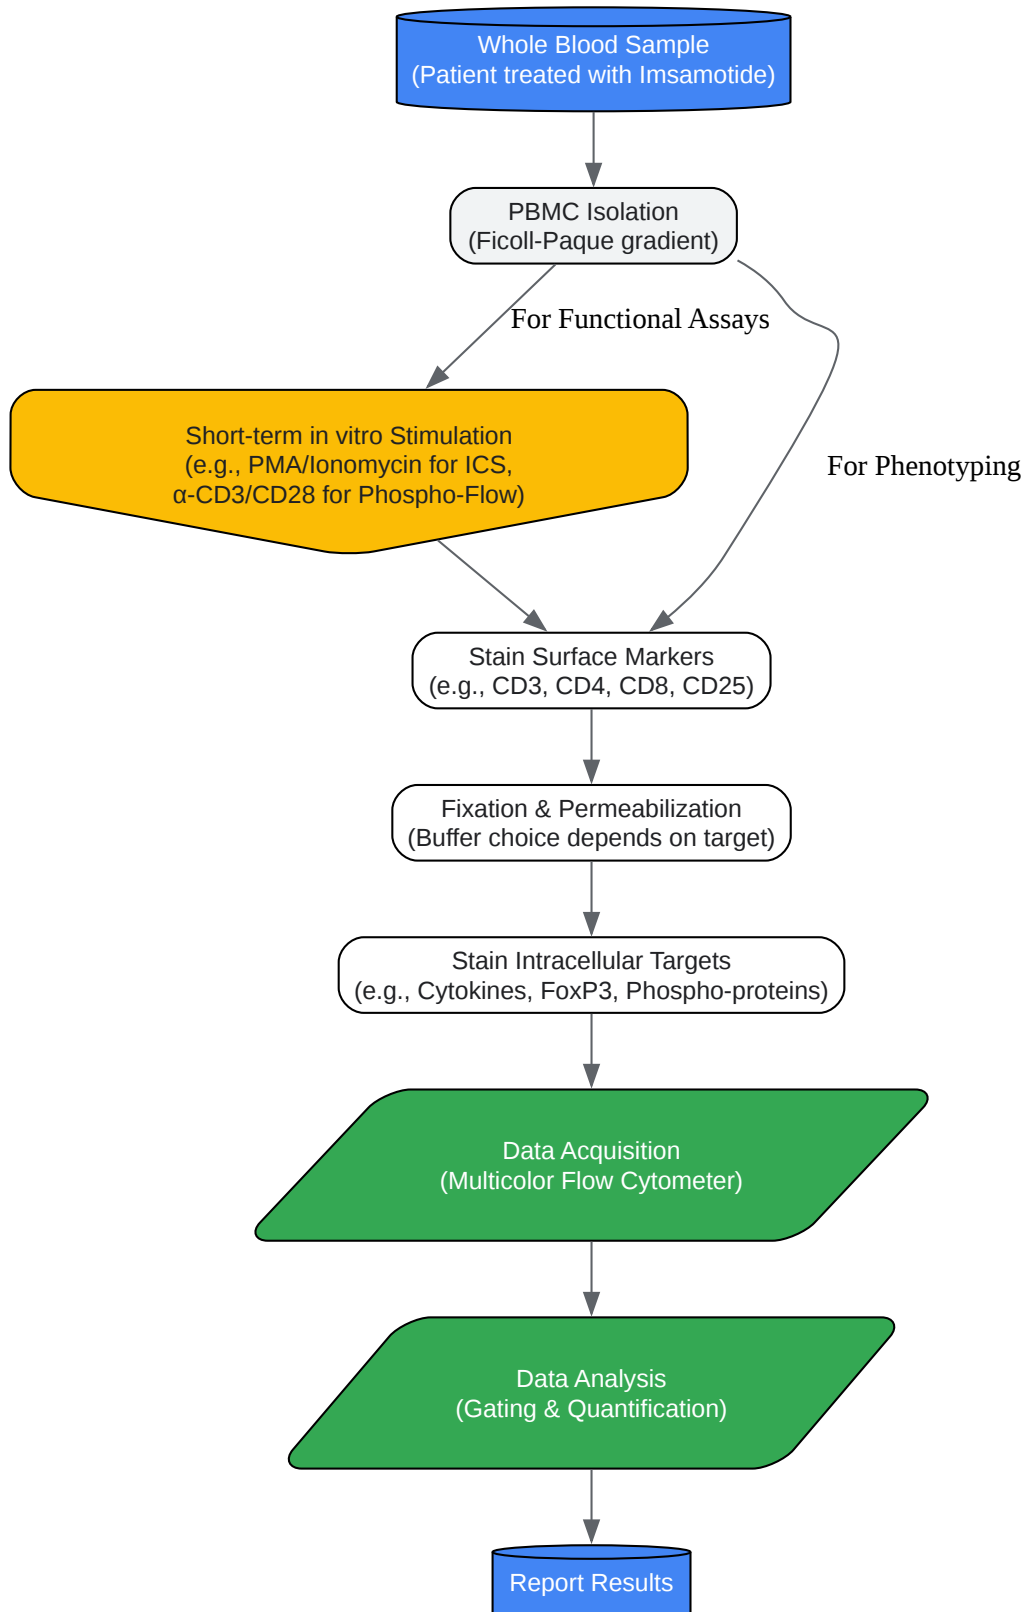 Whole Blood Sample
(Patient treated with Imsamotide)
PBMC Isolation
(Ficoll-Paque gradient)
For Functional Assays
Short-term in vitro Stimulation
(e.g., PMA/Ionomycin for ICS,
α-CD3/CD28 for Phospho-Flow)
For Phenotyping
Stain Surface Markers
(e.g., CD3, CD4, CD8, CD25)
Fixation & Permeabilization
(Buffer choice depends on target)
Stain Intracellular Targets
(e.g., Cytokines, FoxP3, Phospho-proteins)
Data Acquisition
(Multicolor Flow Cytometer)
Data Analysis
(Gating & Quantification)
Report Results